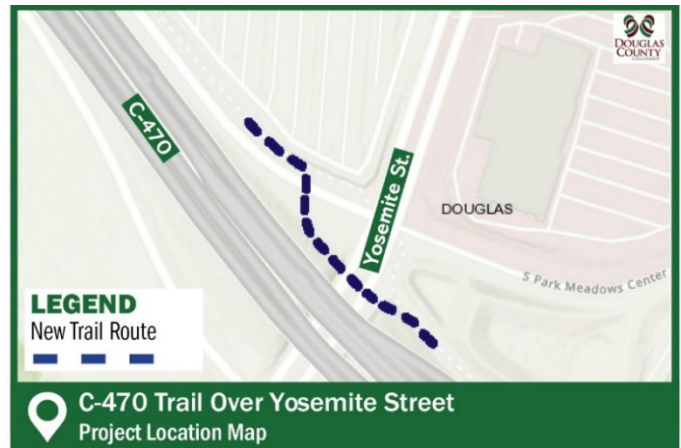 DOUGLAS
COUNTY
C-470
Yosemite St.
DOUGLAS
S Park Meadows Center
LEGEND
New Trail Route
C-470 Trail Over Yosemite Street
Project Location Map